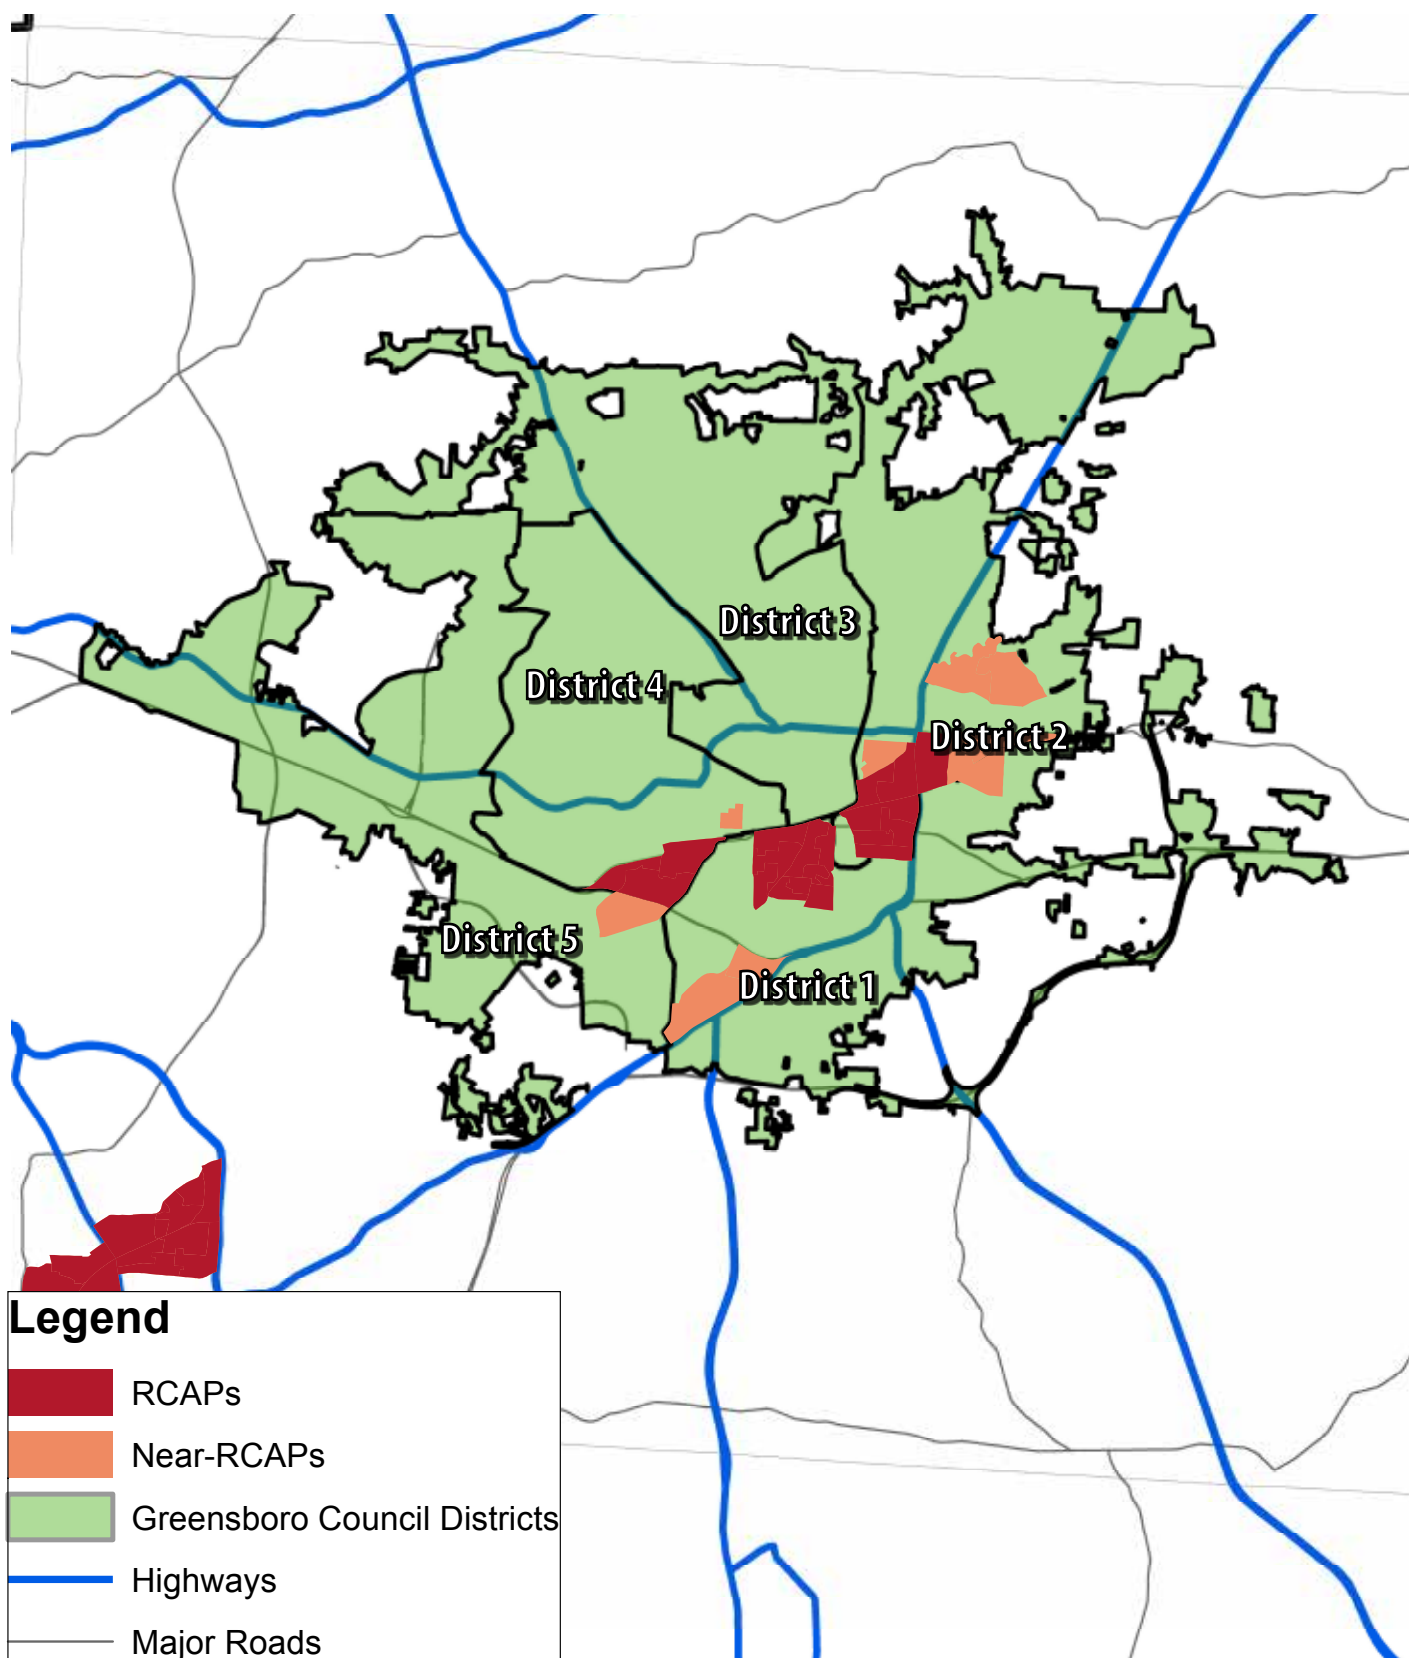 District 3
District 4
District 2
District 5
District 1
Legend
RCAPs
Near-RCAPs
Greensboro Council Districts
Highways
Major Roads